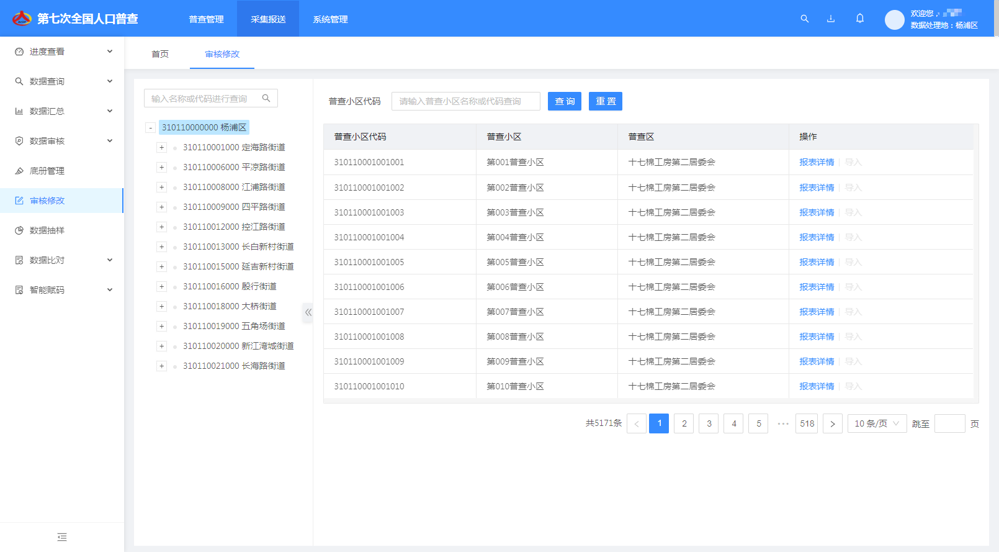 第七次全国人口普查
普查管理 采集报送 系统管理
欢迎您，
数据处理地：杨浦区
进度查看
数据查询
数据汇总
数据审核
底册管理
审核修改
数据抽样
数据比对
智能赋码
首页 审核修改
输入名称或代码进行查询
- 310110000000 杨浦区
+ 310110001000 定海路街道
+ 310110006000 平凉路街道
+ 310110008000 江浦路街道
+ 310110009000 四平路街道
+ 310110012000 控江路街道
+ 310110013000 长白新村街道
+ 310110015000 延吉新村街道
+ 310110016000 殷行街道
+ 310110018000 大桥街道
+ 310110019000 五角场街道
+ 310110020000 新江湾城街道
+ 310110021000 长海路街道
普查小区代码 请输入普查小区名称或代码查询 查询 重置
普查小区代码 普查小区 普查区 操作
310110001001001 第001普查小区 十七棉工房第二居委会 报表详情 导入
310110001001002 第002普查小区 十七棉工房第二居委会 报表详情 导入
310110001001003 第003普查小区 十七棉工房第二居委会 报表详情 导入
310110001001004 第004普查小区 十七棉工房第二居委会 报表详情 导入
310110001001005 第005普查小区 十七棉工房第二居委会 报表详情 导入
310110001001006 第006普查小区 十七棉工房第二居委会 报表详情 导入
310110001001007 第007普查小区 十七棉工房第二居委会 报表详情 导入
310110001001008 第008普查小区 十七棉工房第二居委会 报表详情 导入
310110001001009 第009普查小区 十七棉工房第二居委会 报表详情 导入
310110001001010 第010普查小区 十七棉工房第二居委会 报表详情 导入
共5171条 < 1 2 3 4 5 ••• 518 > 10 条/页 跳至 页